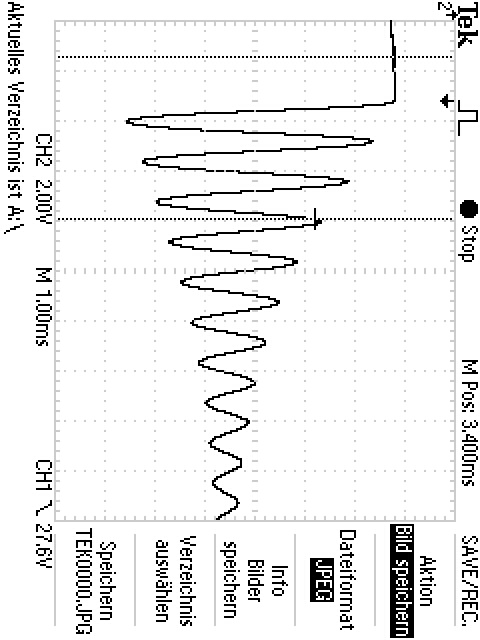 Tek
Stop
M Pos: 3.400ms
SAVE/REC.
2
Aktion
Bild speichern
Dateiformat
JPEG
Info
Bilder
speichern
Verzeichnis
auswählen
Speichern
TEK0000.JPG
CH2 2.00V
M 1.00ms
CH1 \ 27.6V
Aktuelles Verzeichnis ist A:\